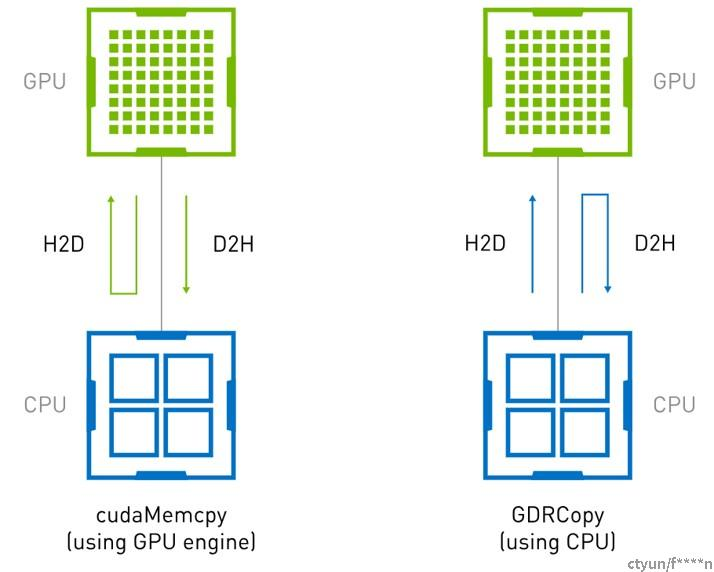 GPU
GPU
H2D
D2H
H2D
D2H
CPU
CPU
cudaMemcpy
(using GPU engine)
GDRCopy
(using CPU)
ctyun/f****n